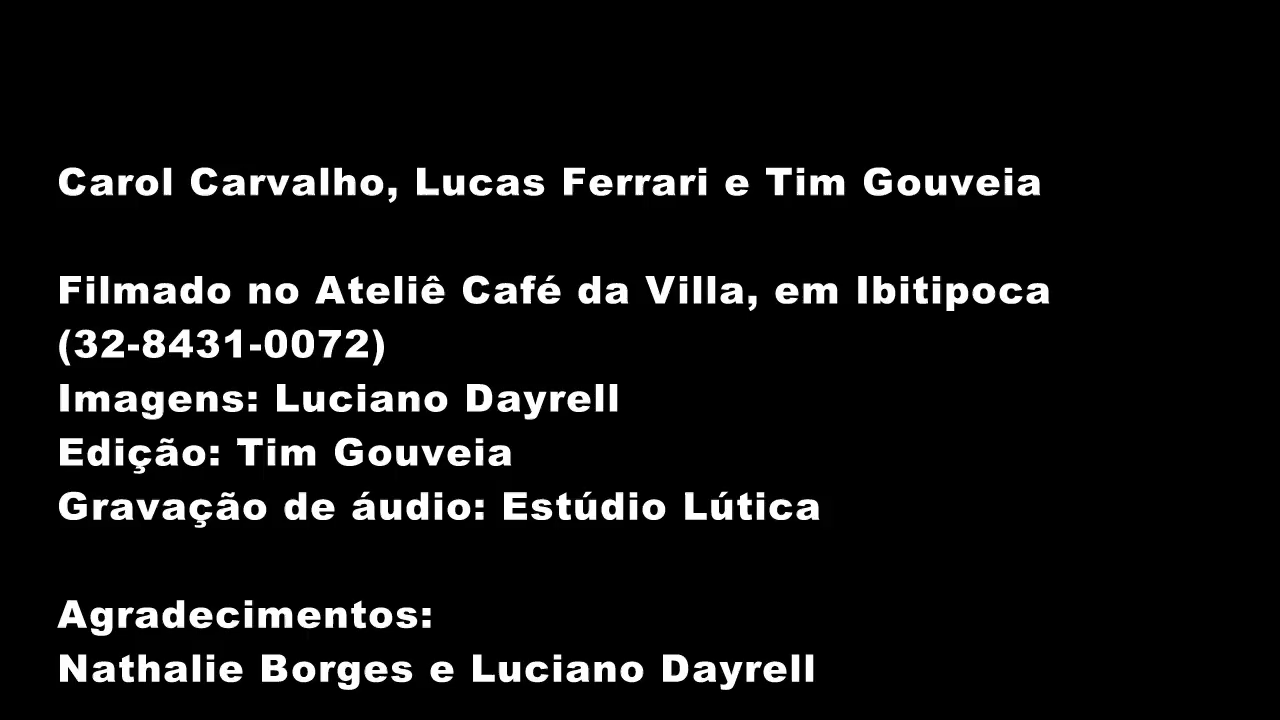 Carol Carvalho, Lucas Ferrari e Tim Gouveia
Filmado no Ateliê Café da Villa, em Ibitipoca
(32-8431-0072)
Imagens: Luciano Dayrell
Edição: Tim Gouveia
Gravação de áudio: Estúdio Lútica
Agradecimentos:
Nathalie Borges e Luciano Dayrell